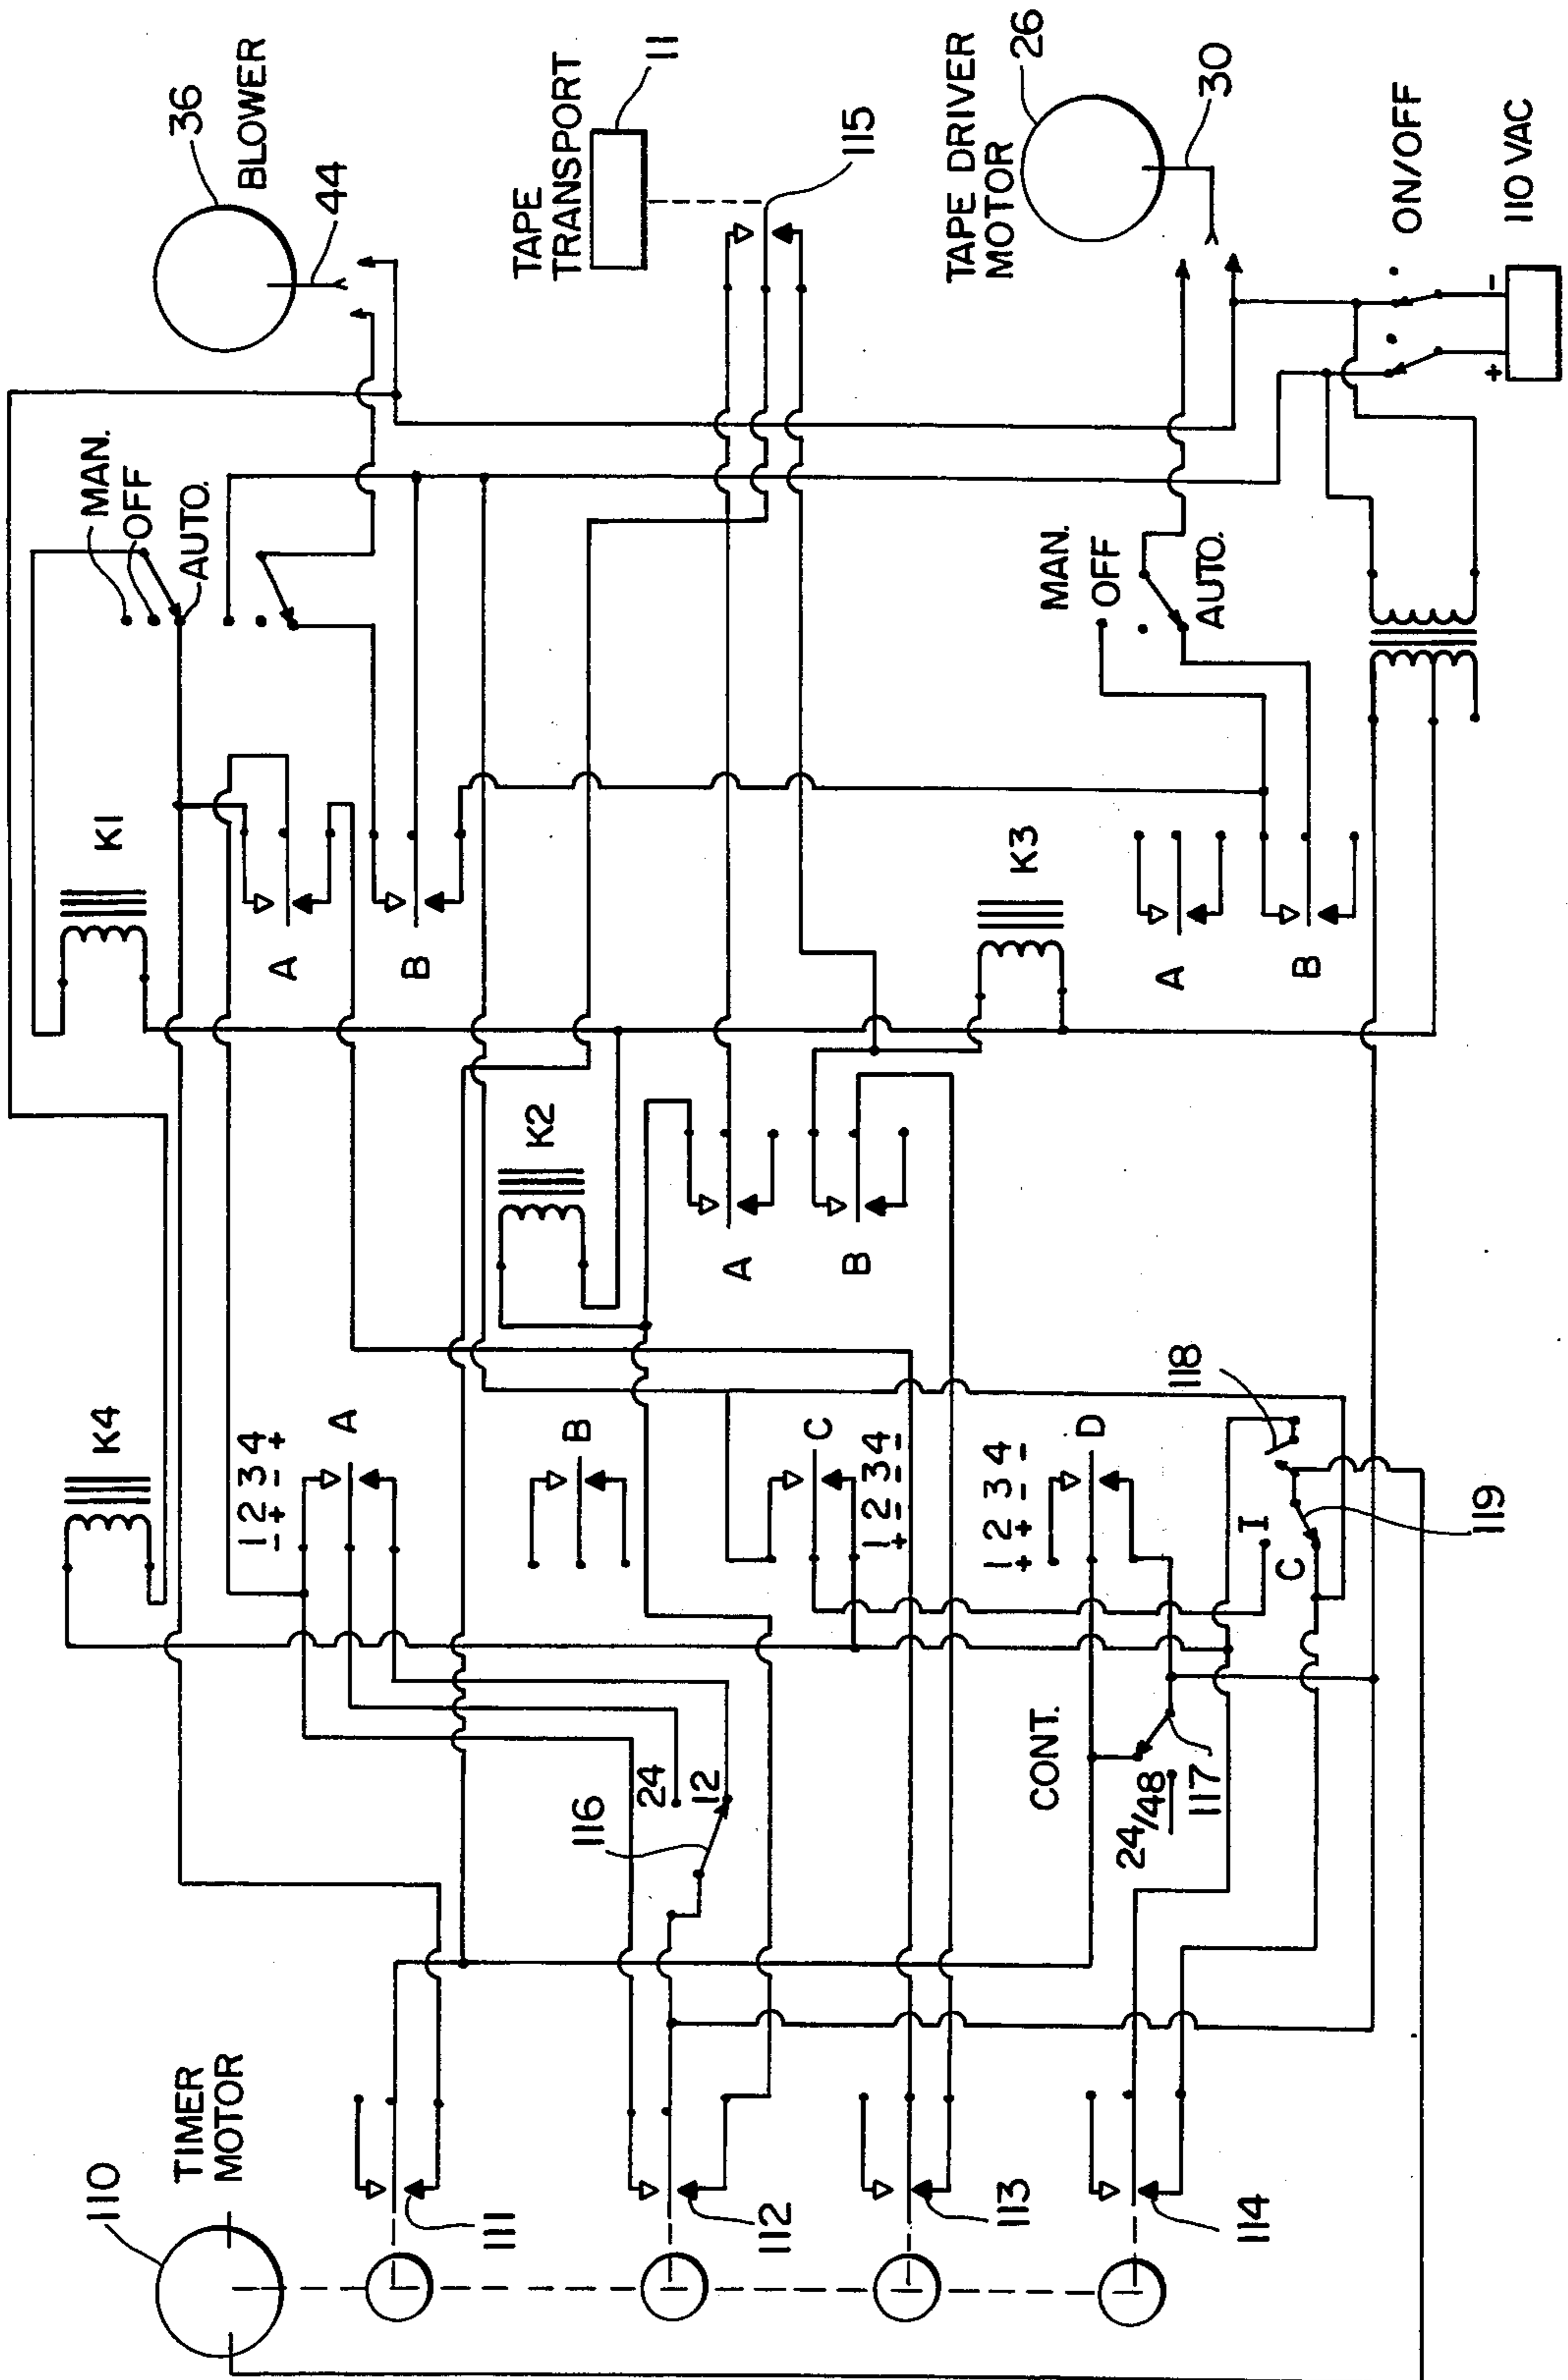 36
BLOWER
44
TAPE
TRANSPORT
11
115
TAPE DRIVER
MOTOR
26
30
ON/OFF
110 VAC
+
-
MAN.
OFF
AUTO.
K1
A
B
MAN.
OFF
AUTO.
K3
A
B
K2
A
B
K4
1 2 3 4
- + - +
A
B
C
1 2 3 4
+ - - -
1 2 3 4
+ + - -
D
118
119
I
C
116
24
12
CONT.
24/48
117
TIMER
MOTOR
110
111
112
113
114